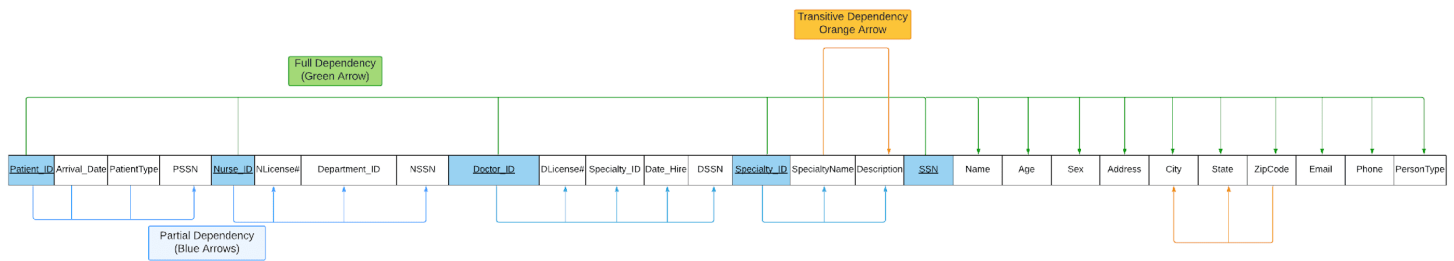 Transitive Dependency
Orange Arrow
Full Dependency
(Green Arrow)
Patient_ID Arrival_Date PatientType PSSN Nurse_ID NLicense# Department_ID NSSN Doctor_ID DLicense# Specialty_ID Date_Hire DSSN Specialty_ID SpecialtyName Description SSN Name Age Sex Address City State ZipCode Email Phone PersonType
Partial Dependency
(Blue Arrows)